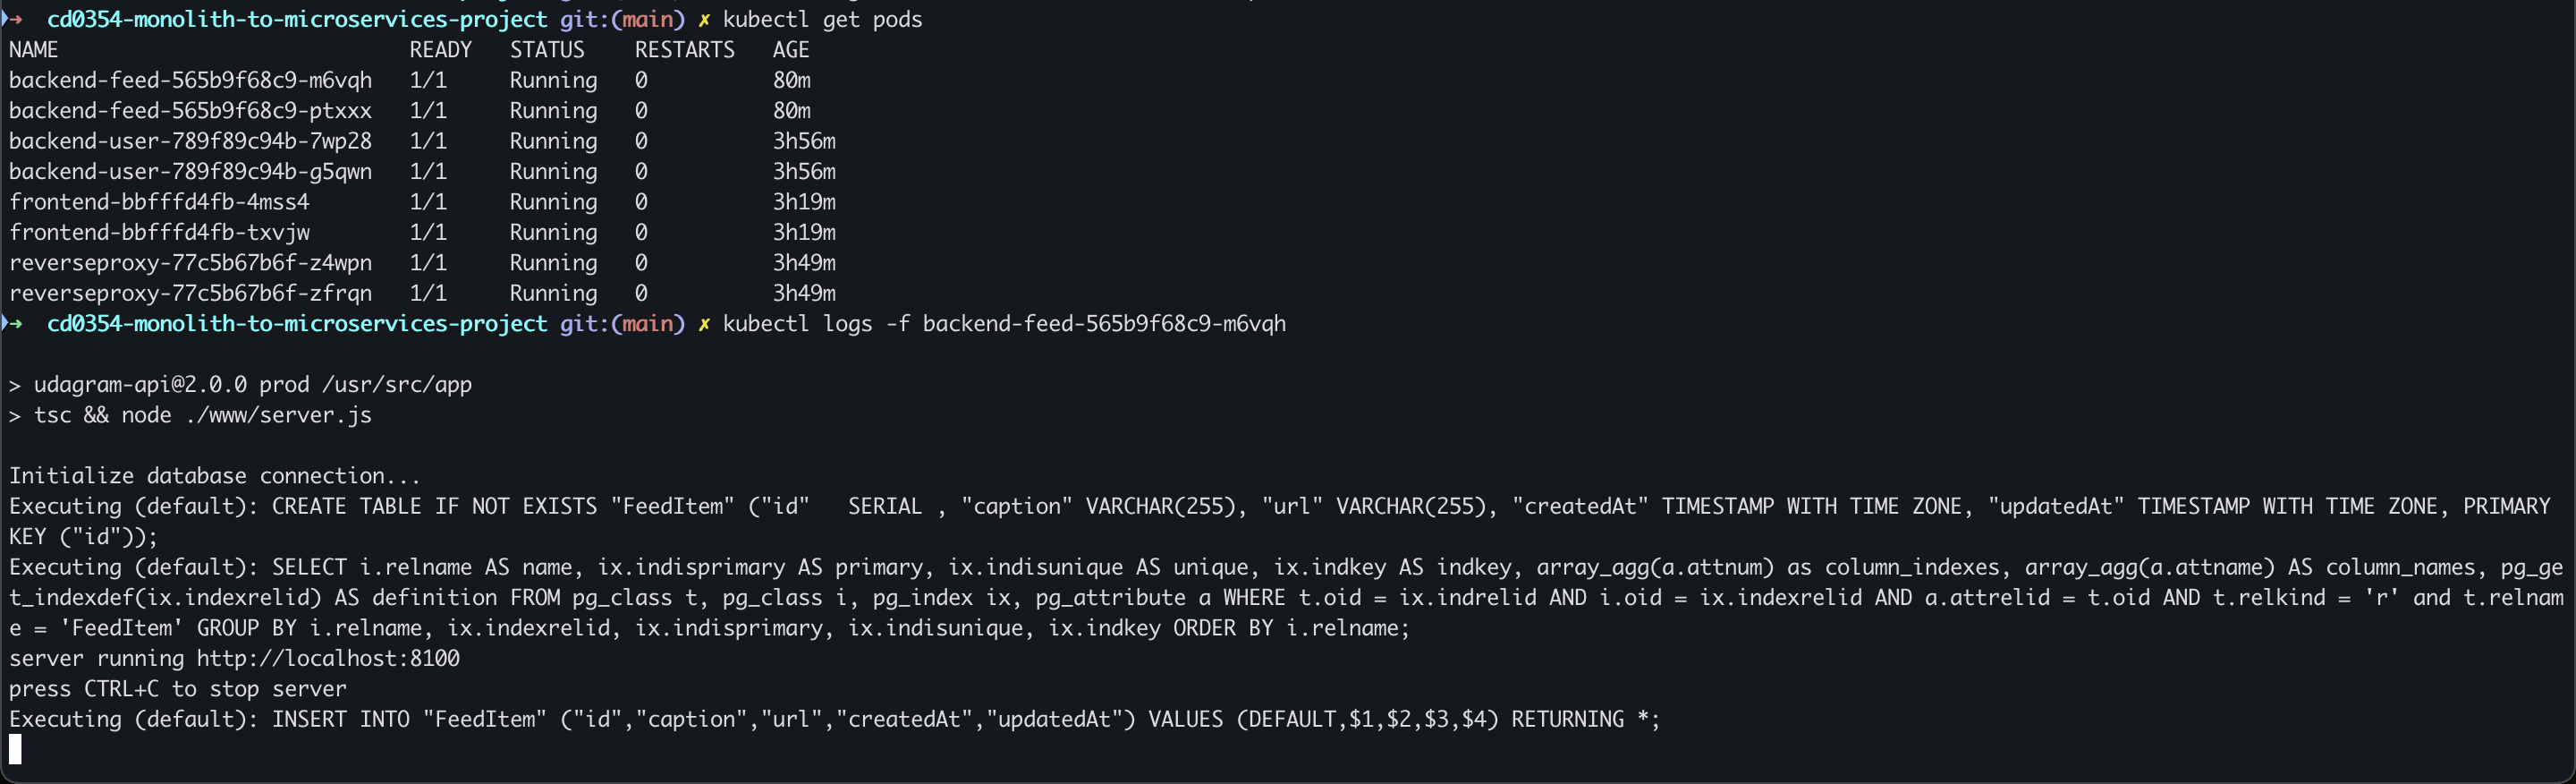 ➜  cd0354-monolith-to-microservices-project git:(main) ✗ kubectl get pods
NAME                            READY   STATUS    RESTARTS   AGE
backend-feed-565b9f68c9-m6vqh   1/1     Running   0          80m
backend-feed-565b9f68c9-ptxxx   1/1     Running   0          80m
backend-user-789f89c94b-7wp28   1/1     Running   0          3h56m
backend-user-789f89c94b-g5qwn   1/1     Running   0          3h56m
frontend-bbfffd4fb-4mss4        1/1     Running   0          3h19m
frontend-bbfffd4fb-txvjw        1/1     Running   0          3h19m
reverseproxy-77c5b67b6f-z4wpn   1/1     Running   0          3h49m
reverseproxy-77c5b67b6f-zfrqn   1/1     Running   0          3h49m
➜  cd0354-monolith-to-microservices-project git:(main) ✗ kubectl logs -f backend-feed-565b9f68c9-m6vqh
> udagram-api@2.0.0 prod /usr/src/app
> tsc && node ./www/server.js
Initialize database connection...
Executing (default): CREATE TABLE IF NOT EXISTS "FeedItem" ("id"   SERIAL , "caption" VARCHAR(255), "url" VARCHAR(255), "createdAt" TIMESTAMP WITH TIME ZONE, "updatedAt" TIMESTAMP WITH TIME ZONE, PRIMARY
KEY ("id"));
Executing (default): SELECT i.relname AS name, ix.indisprimary AS primary, ix.indisunique AS unique, ix.indkey AS indkey, array_agg(a.attnum) as column_indexes, array_agg(a.attname) AS column_names, pg_ge
t_indexdef(ix.indexrelid) AS definition FROM pg_class t, pg_class i, pg_index ix, pg_attribute a WHERE t.oid = ix.indrelid AND i.oid = ix.indexrelid AND a.attrelid = t.oid AND t.relkind = 'r' and t.relnam
e = 'FeedItem' GROUP BY i.relname, ix.indexrelid, ix.indisprimary, ix.indisunique, ix.indkey ORDER BY i.relname;
server running http://localhost:8100
press CTRL+C to stop server
Executing (default): INSERT INTO "FeedItem" ("id","caption","url","createdAt","updatedAt") VALUES (DEFAULT,$1,$2,$3,$4) RETURNING *;